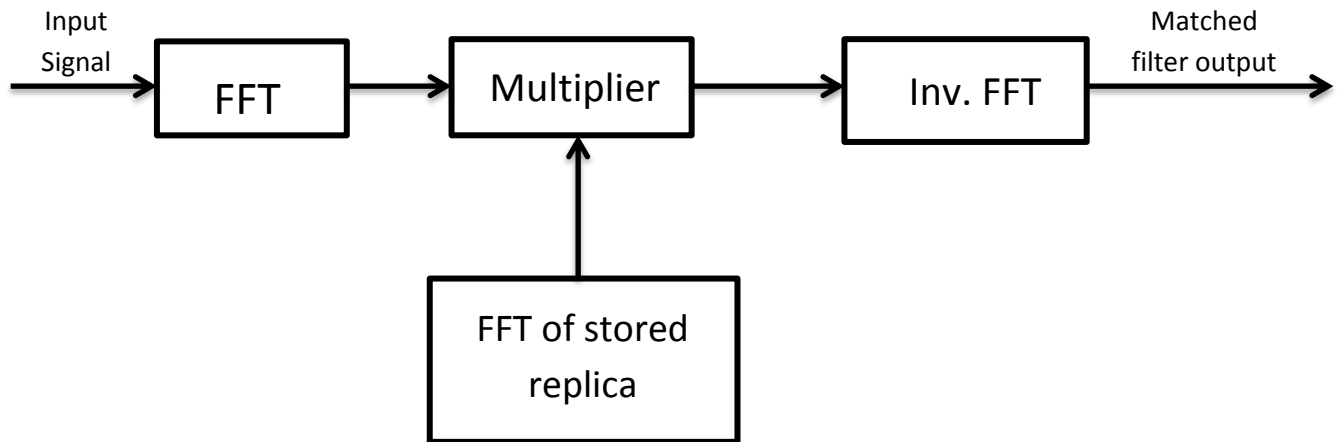 Input
Signal
FFT
Multiplier
Inv. FFT
Matched
filter output
FFT of stored
replica